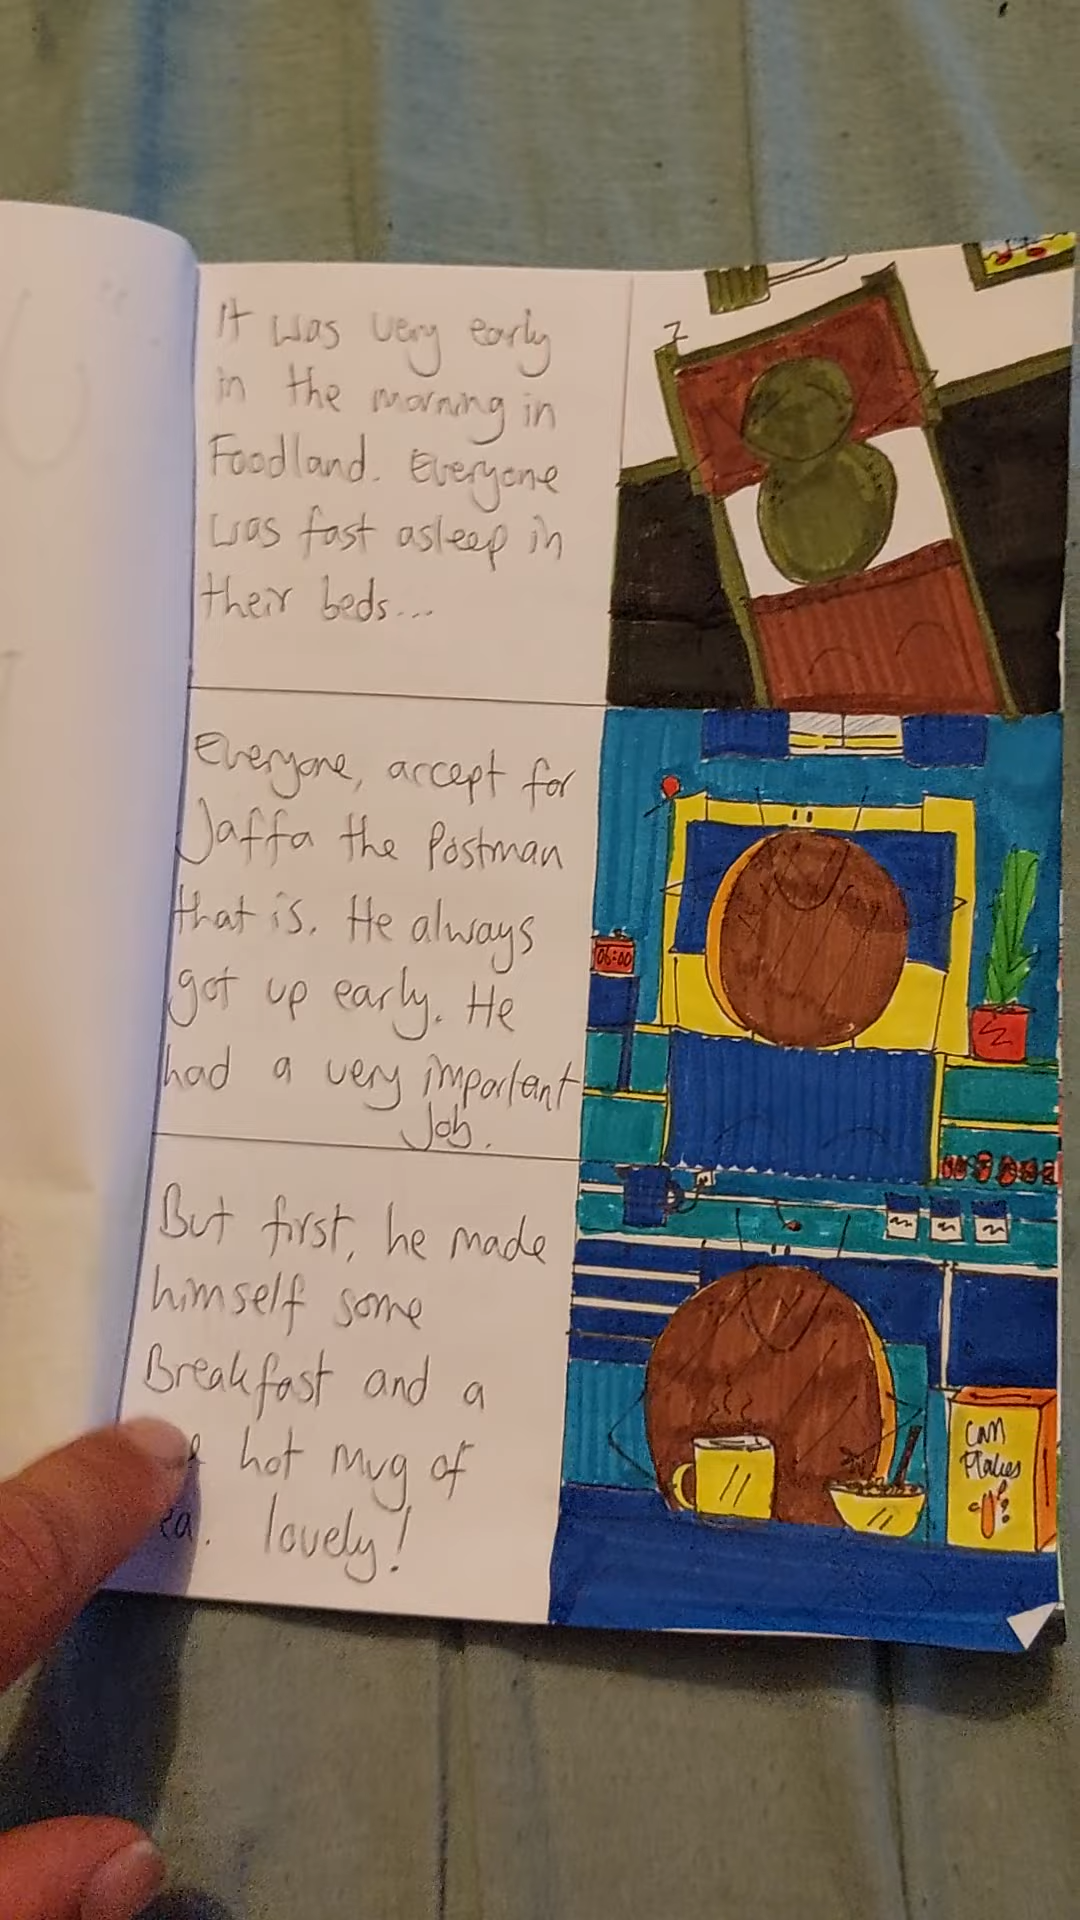 It was very early
in the morning in
Foodland. Everyone
was fast asleep in
their beds...
Z
Everyone, accept for
Jaffa the Postman
that is. He always
got up early. He
had a very important
Job.
06:00
But first, he made
himself some
Breakfast and a
hot mug of
lovely!
Flakes